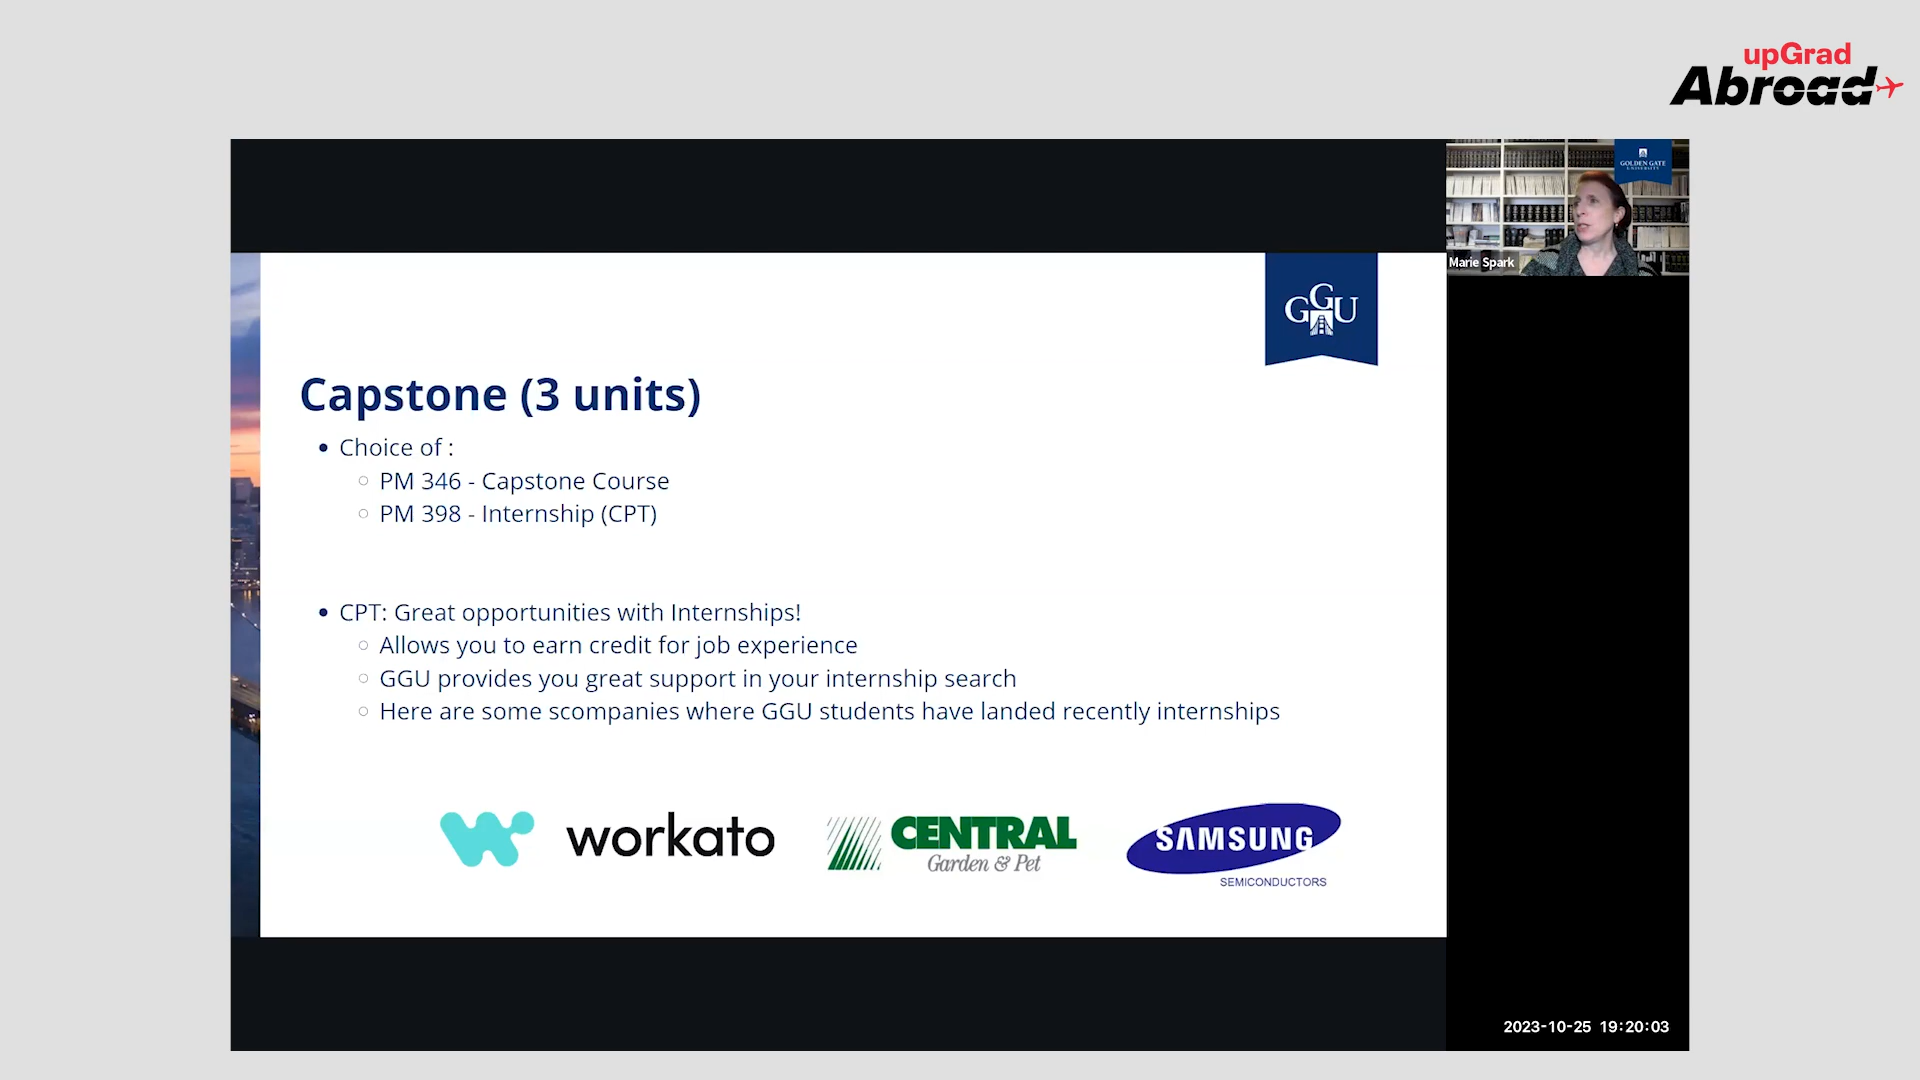 upGrad
Abroad
GOLDEN GATE
UNIVERSITY
Marie Spark
GGU
Capstone (3 units)
Choice of :
PM 346 - Capstone Course
PM 398 - Internship (CPT)
CPT: Great opportunities with Internships!
Allows you to earn credit for job experience
GGU provides you great support in your internship search
Here are some scompanies where GGU students have landed recently internships
workato
CENTRAL
Garden & Pet
SAMSUNG
SEMICONDUCTORS
2023-10-25 19:20:03